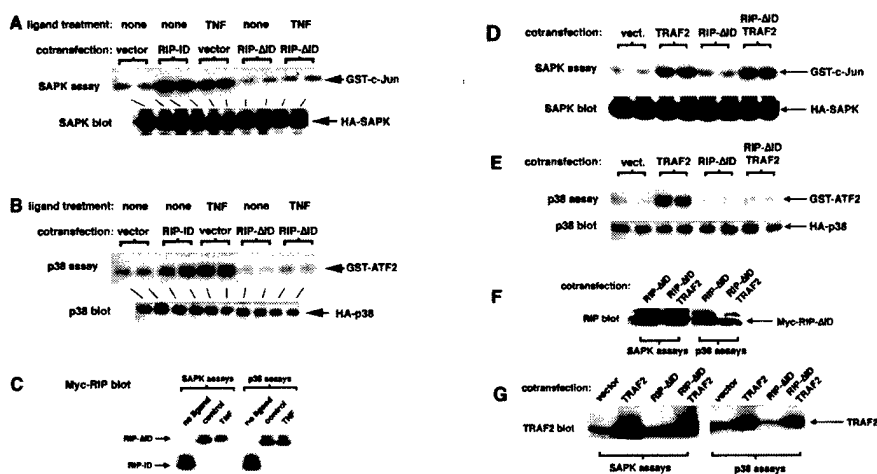 A
ligand treatment: none none TNF none TNF
cotransfection: vector RIP-ID vector RIP-ΔID RIP-ΔID
SAPK assay
GST-c-Jun
SAPK blot
HA-SAPK
B
ligand treatment: none none TNF none TNF
cotransfection: vector RIP-ID vector RIP-ΔID RIP-ΔID
p38 assay
GST-ATF2
p38 blot
HA-p38
C
Myc-RIP blot
SAPK assays p38 assays
no ligand control TNF no ligand control TNF
RIP-ΔID
RIP-ID
D
cotransfection: vect. TRAF2 RIP-ΔID RIP-ΔID
TRAF2
SAPK assay
GST-c-Jun
SAPK blot
HA-SAPK
E
cotransfection: vect. TRAF2 RIP-ΔID RIP-ΔID
TRAF2
p38 assay
GST-ATF2
p38 blot
HA-p38
F
cotransfection: RIP-ΔID RIP-ΔID TRAF2 RIP-ΔID RIP-ΔID TRAF2
RIP blot
Myc-RIP-ΔID
SAPK assays p38 assays
G
cotransfection: vector TRAF2 RIP-ΔID RIP-ΔID TRAF2 vector TRAF2 RIP-ΔID RIP-ΔID TRAF2
TRAF2 blot
TRAF2
SAPK assays p38 assays